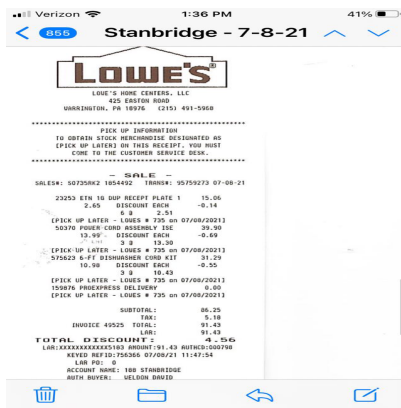 Verizon 1:36 PM 41%
855 Stanbridge - 7-8-21
LOWE'S
LOWE'S HOME CENTERS, LLC
425 EASTON ROAD
WARRINGTON, PA 18976 (215) 491-5960
PICK UP INFORMATION
TO OBTAIN STOCK MERCHANDISE DESIGNATED AS
[PICK UP LATER] ON THIS RECEIPT, YOU MUST
COME TO THE CUSTOMER SERVICE DESK.
- SALE -
SALES#: S0735RK2 1854492 TRANS#: 95759273 07-08-21
23253 ETN 1G DUP RECEPT PLATE 1 15.06
2.65 DISCOUNT EACH -0.14
6 @ 2.51
[PICK UP LATER - LOWES # 735 on 07/08/2021]
50370 POWER CORD ASSEMBLY ISE 39.90
13.99 DISCOUNT EACH -0.69
3 @ 13.30
[PICK UP LATER - LOWES # 735 on 07/08/2021]
575623 6-FT DISHWASHER CORD KIT 31.29
10.98 DISCOUNT EACH -0.55
3 @ 10.43
[PICK UP LATER - LOWES # 735 on 07/08/2021]
159876 PROEXPRESS DELIVERY 0.00
[PICK UP LATER - LOWES # 735 on 07/08/2021]
SUBTOTAL: 86.25
TAX: 5.18
INVOICE 49525 TOTAL: 91.43
LAR: 91.43
TOTAL DISCOUNT: 4.56
LAR:XXXXXXXXXXXX5103 AMOUNT:91.43 AUTHCD:000798
KEYED REFID:756366 07/08/21 11:47:54
LAR PO: 0
ACCOUNT NAME: 180 STANBRIDGE
AUTH BUYER: WELDON DAVID